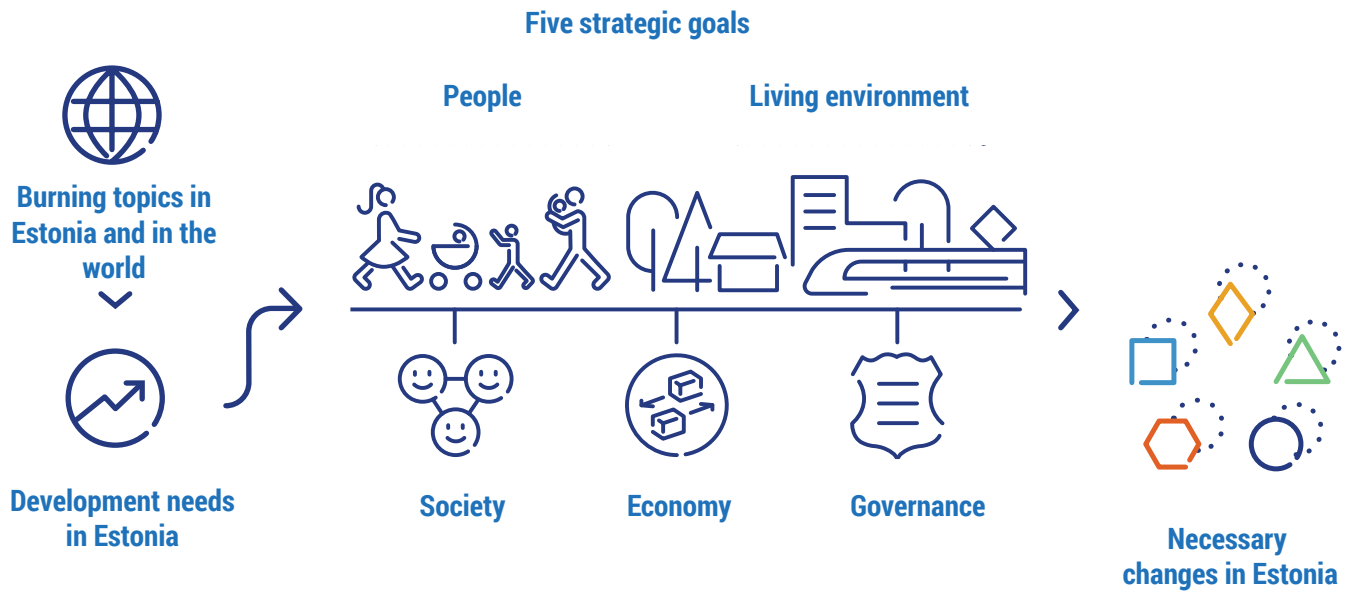 Five strategic goals
People
Living environment
Burning topics in
Estonia and in the
world
Development needs
in Estonia
Society
Economy
Governance
Necessary
changes in Estonia